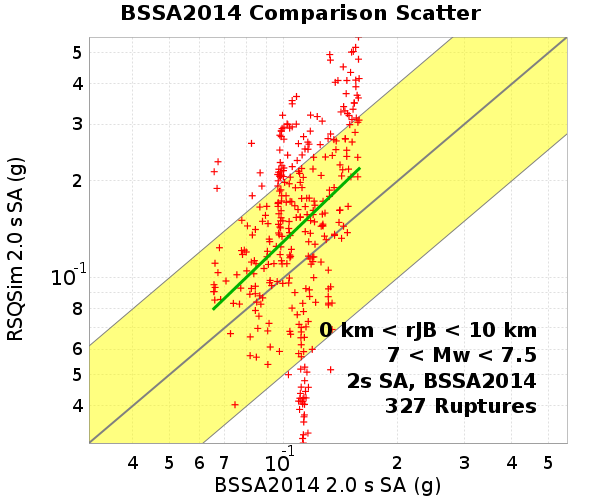 BSSA2014 Comparison Scatter
RSQSim 2.0 s SA (g)
5
4
3
2
10-1
8
6
5
4
0 km < rJB < 10 km
7 < Mw < 7.5
2s SA, BSSA2014
327 Ruptures
4 5 6 7 10-1 2 3 4 5
BSSA2014 2.0 s SA (g)